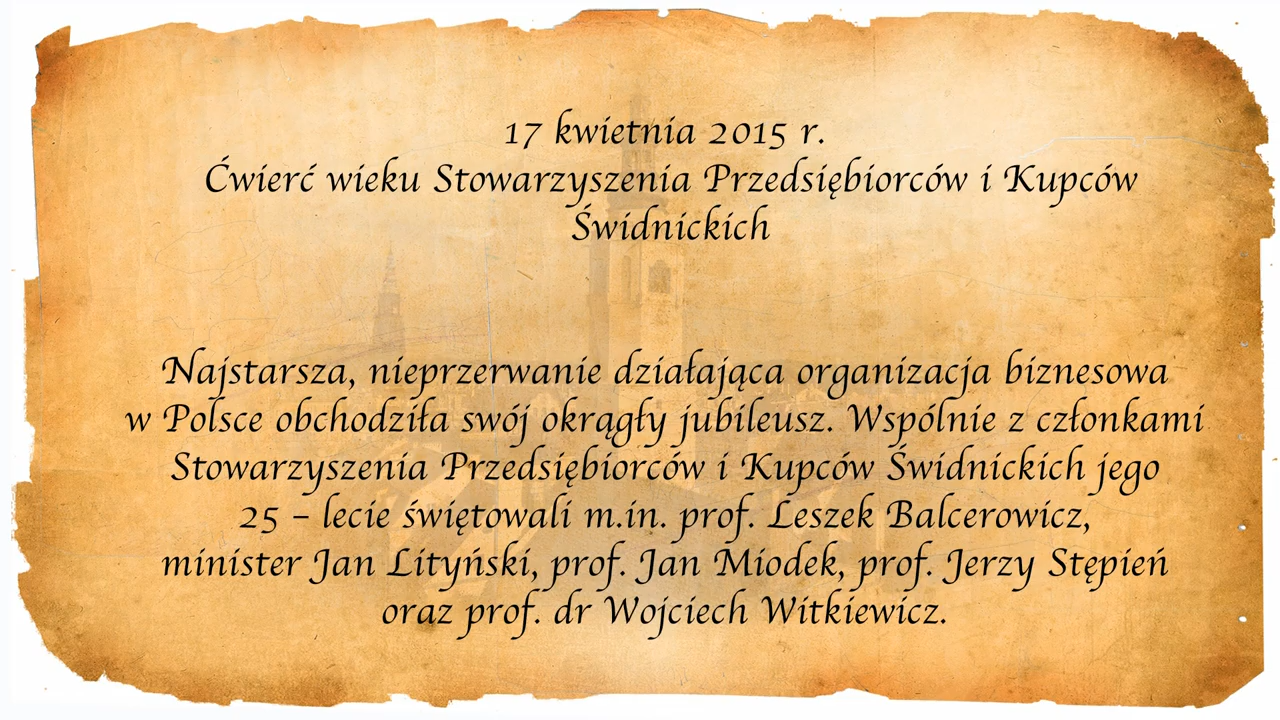 17 kwietnia 2015 r.
Ćwierć wieku Stowarzyszenia Przedsiębiorców i Kupców
Świdnickich
Najstarsza, nieprzerwanie działająca organizacja biznesowa
w Polsce obchodziła swój okrągły jubileusz. Wspólnie z członkami
Stowarzyszenia Przedsiębiorców i Kupców Świdnickich jego
25 – lecie świętowali m.in. prof. Leszek Balcerowicz,
minister Jan Lityński, prof. Jan Miodek, prof. Jerzy Stępień
oraz prof. dr Wojciech Witkiewicz.